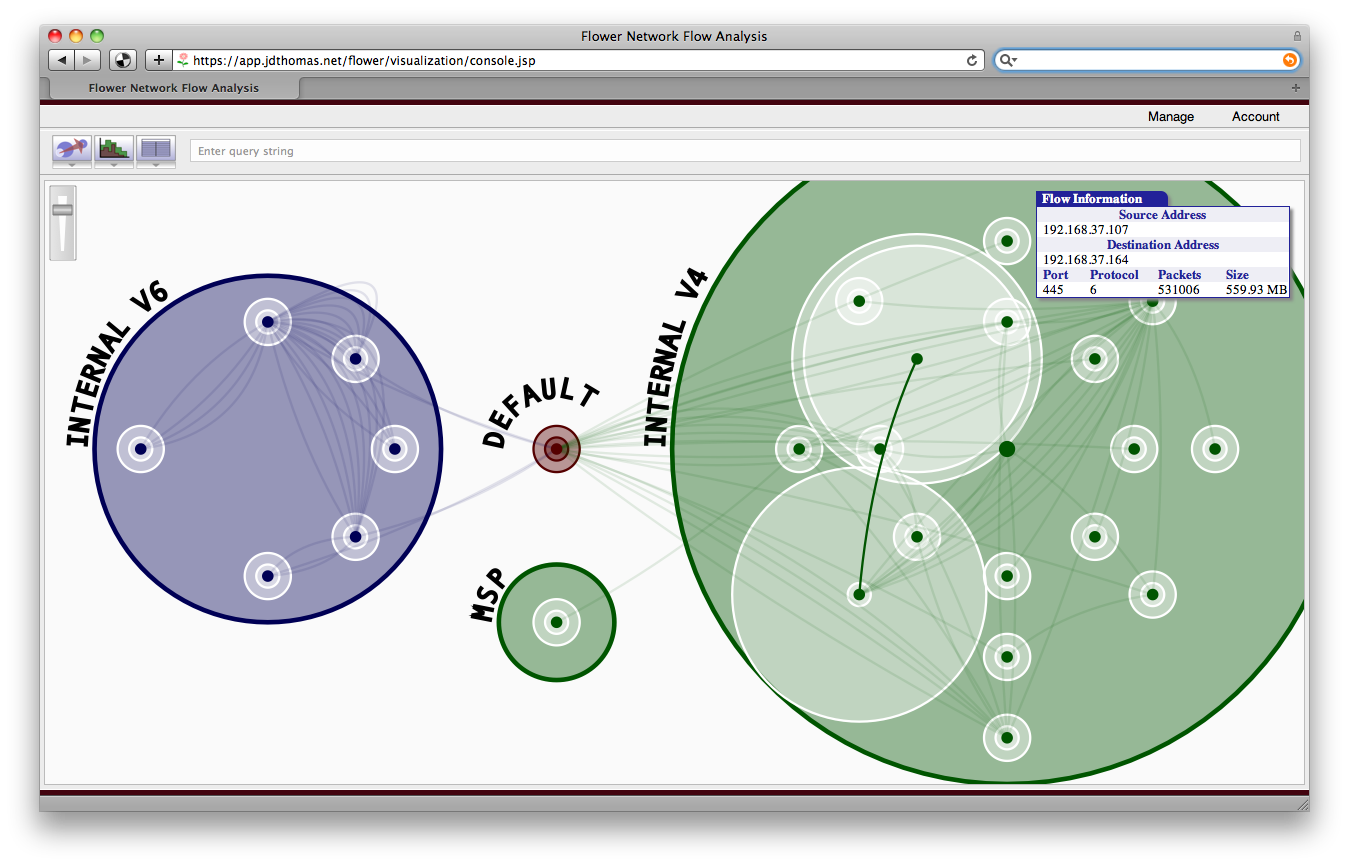 Flower Network Flow Analysis
https://app.jdthomas.net/flower/visualization/console.jsp
Flower Network Flow Analysis
Manage Account
Enter query string
Flow Information
Source Address
192.168.37.107
Destination Address
192.168.37.164
Port Protocol Packets Size
445 6 531006 559.93 MB
INTERNAL V6
DEFAULT
INTERNAL V4
MSP